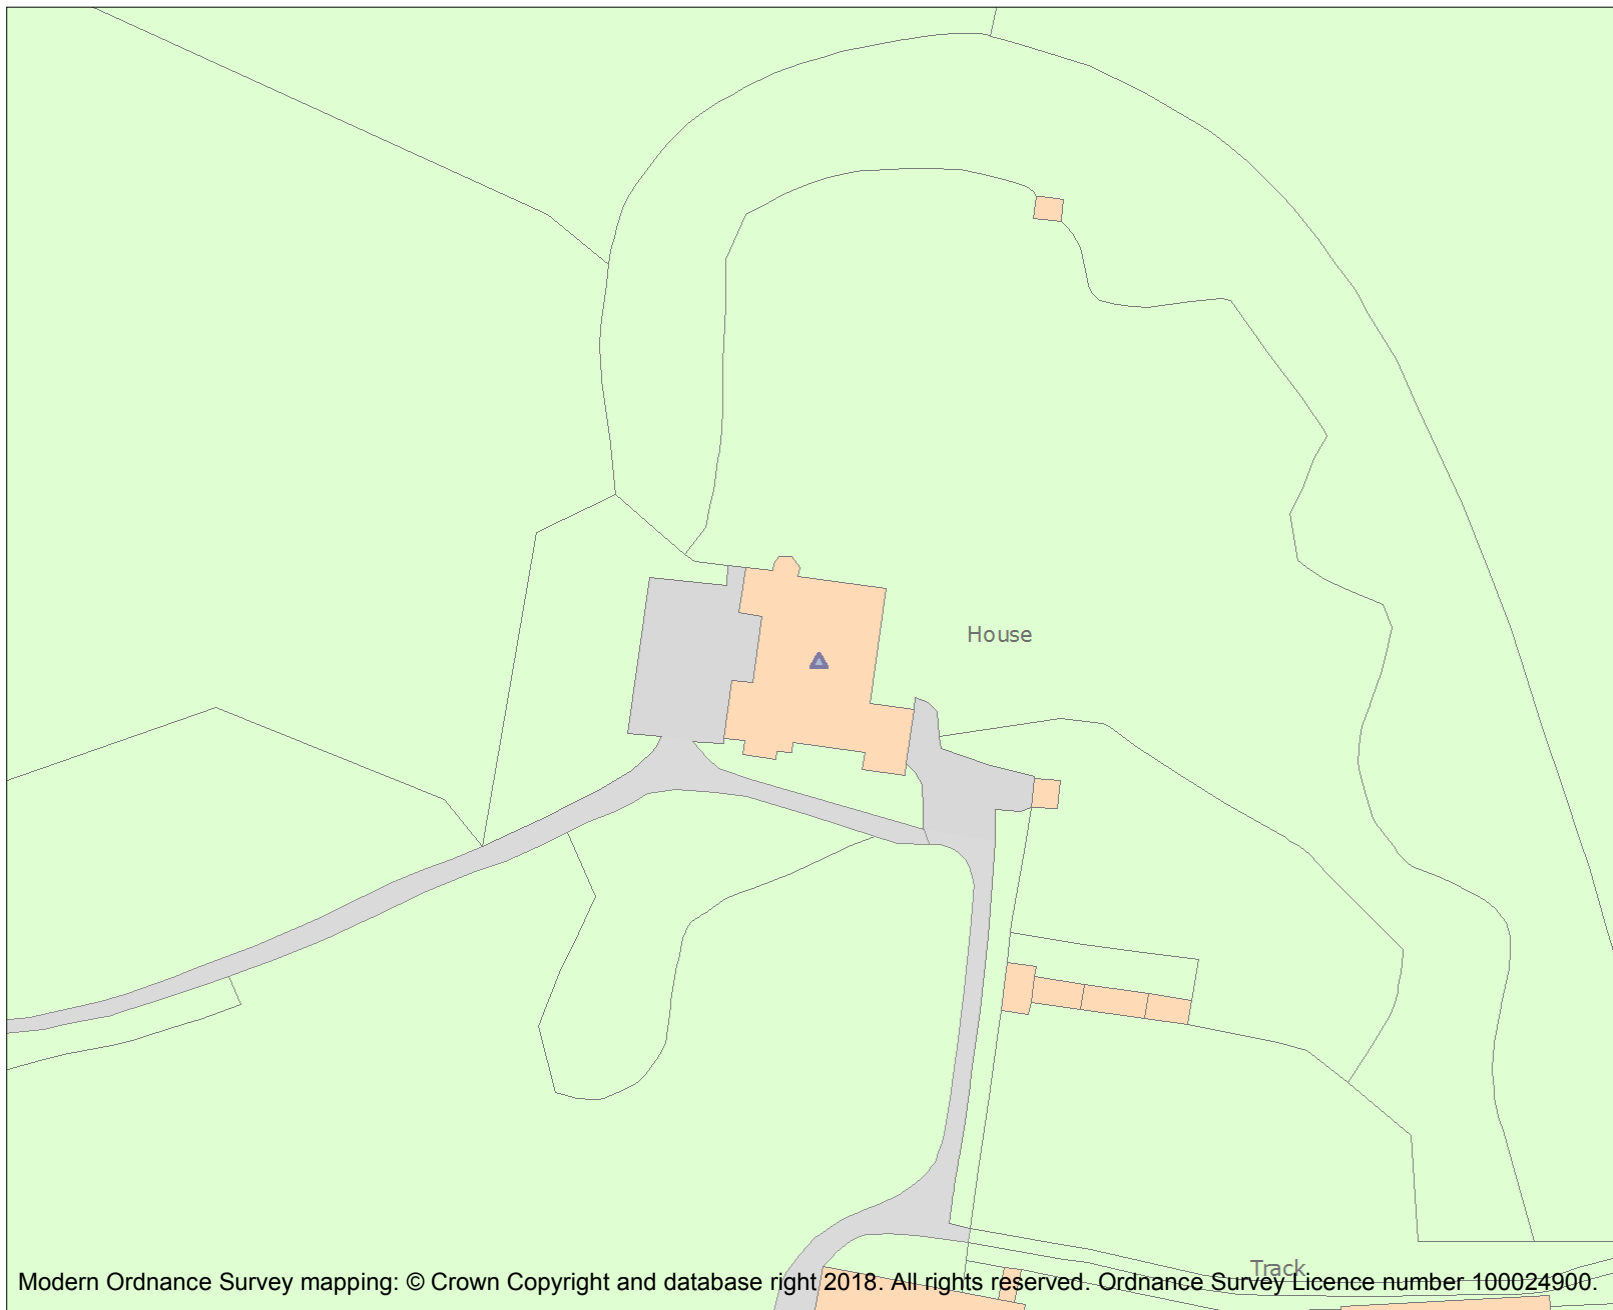 House
Track
Modern Ordnance Survey mapping: © Crown Copyright and database right 2018. All rights reserved. Ordnance Survey Licence number 100024900.